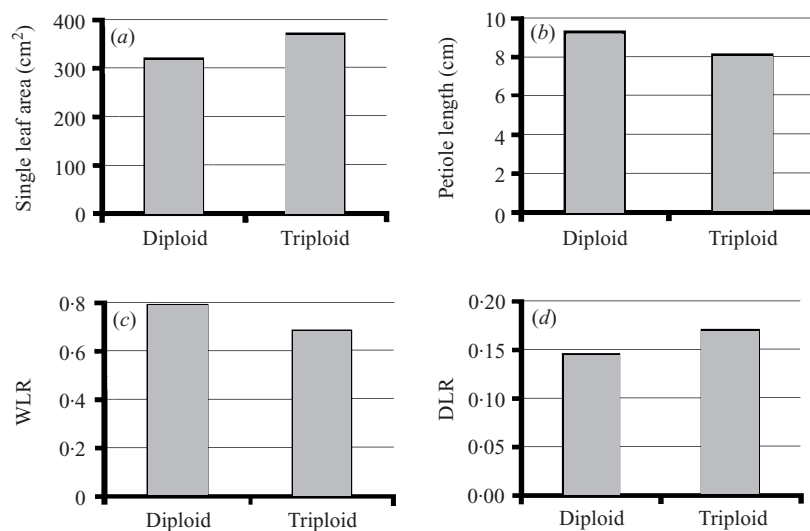 (a)
Single leaf area (cm²)
400
300
200
100
0
Diploid Triploid
(b)
Petiole length (cm)
10
8
6
4
2
0
Diploid Triploid
(c)
WLR
0·8
0·6
0·4
0·2
0
Diploid Triploid
(d)
DLR
0·20
0·15
0·10
0·05
0·00
Diploid Triploid